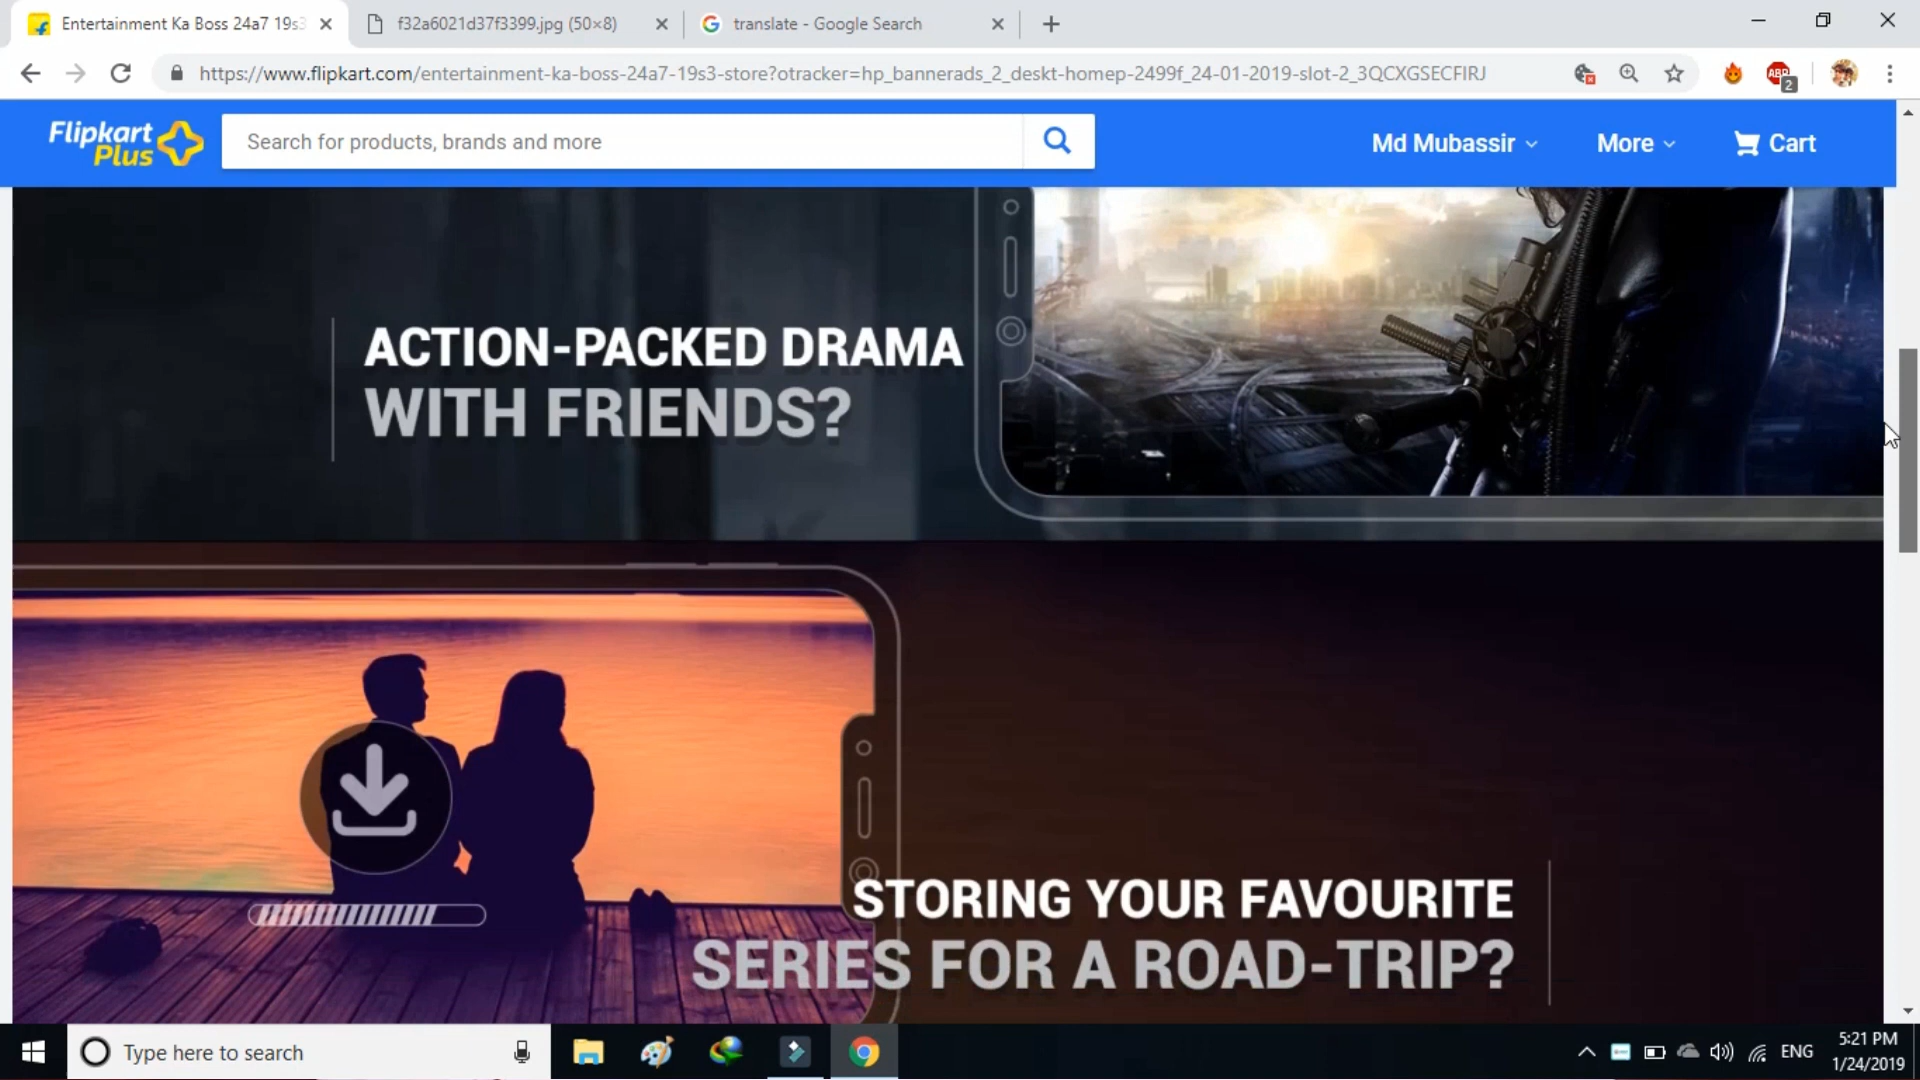 Entertainment Ka Boss 24a7 19s3
f32a6021d37f3399.jpg (50×8)
translate - Google Search
https://www.flipkart.com/entertainment-ka-boss-24a7-19s3-store?otracker=hp_bannerads_2_deskt-homep-2499f_24-01-2019-slot-2_3QCXGSECFIRJ
ABP
2
Flipkart
Plus
Search for products, brands and more
Md Mubassir
More
Cart
ACTION-PACKED DRAMA
WITH FRIENDS?
STORING YOUR FAVOURITE
SERIES FOR A ROAD-TRIP?
Type here to search
ENG
5:21 PM
1/24/2019